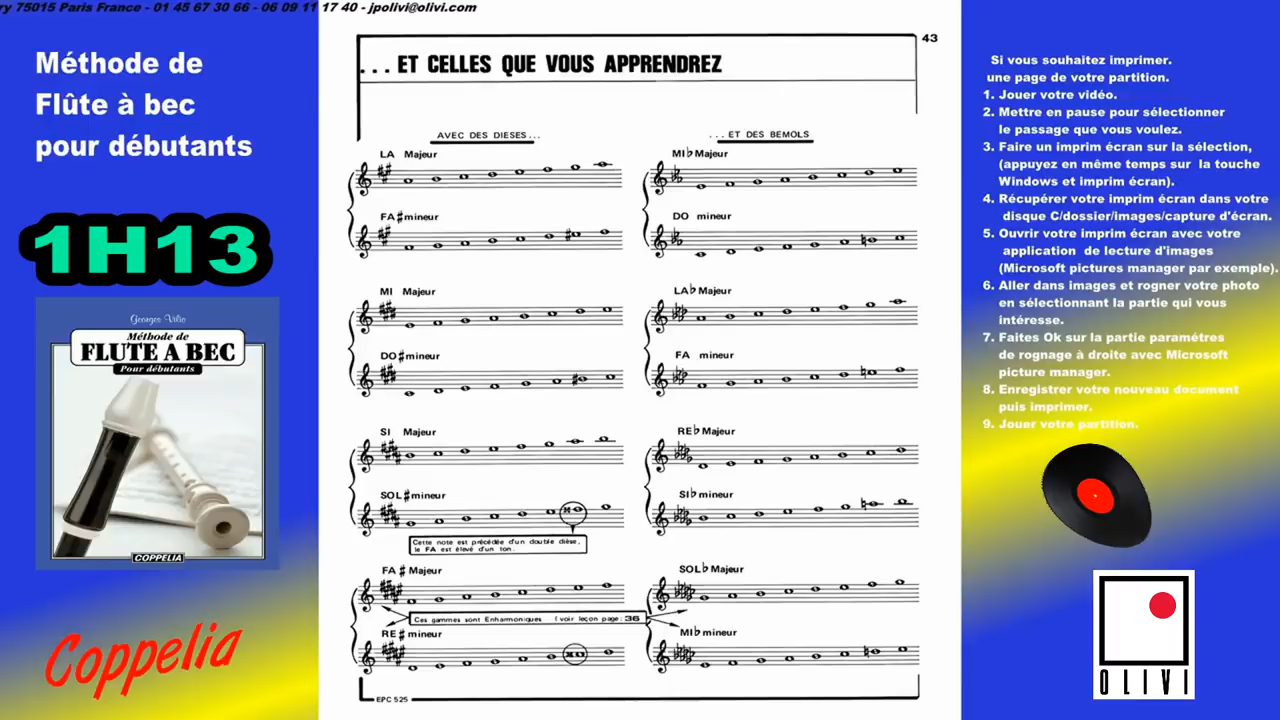 ry 75015 Paris France - 01 45 67 30 66 - 06 09 11 17 40 - jpolivi@olivi.com
Méthode de
Flûte à bec
pour débutants
1H13
Georges Vilio
Méthode de
FLUTE A BEC
Pour débutants
COPPELIA
Coppelia
43
...ET CELLES QUE VOUS APPRENDREZ
AVEC DES DIESES...
...ET DES BEMOLS
LA Majeur
MI♭Majeur
FA♯mineur
DO mineur
MI Majeur
LA♭Majeur
DO♯mineur
FA mineur
SI Majeur
RE♭Majeur
SOL♯mineur
SI♭mineur
Cette note est précédée d'un double dièse,
le FA est élevé d'un ton.
FA♯Majeur
SOL♭Majeur
Ces gammes sont Enharmoniques (voir leçon page: 36
RE♯mineur
MI♭mineur
EPC 525
Si vous souhaitez imprimer.
une page de votre partition.
1. Jouer votre vidéo.
2. Mettre en pause pour sélectionner
le passage que vous voulez.
3. Faire un imprim écran sur la sélection,
(appuyez en même temps sur la touche
Windows et imprim écran).
4. Récupérer votre imprim écran dans votre
disque C/dossier/images/capture d'écran.
5. Ouvrir votre imprim écran avec votre
application de lecture d'images
(Microsoft pictures manager par exemple).
6. Aller dans images et rogner votre photo
en sélectionnant la partie qui vous
intéresse.
7. Faites Ok sur la partie paramétres
de rognage à droite avec Microsoft
picture manager.
8. Enregistrer votre nouveau document
puis imprimer.
9. Jouer votre partition.
OLIVI